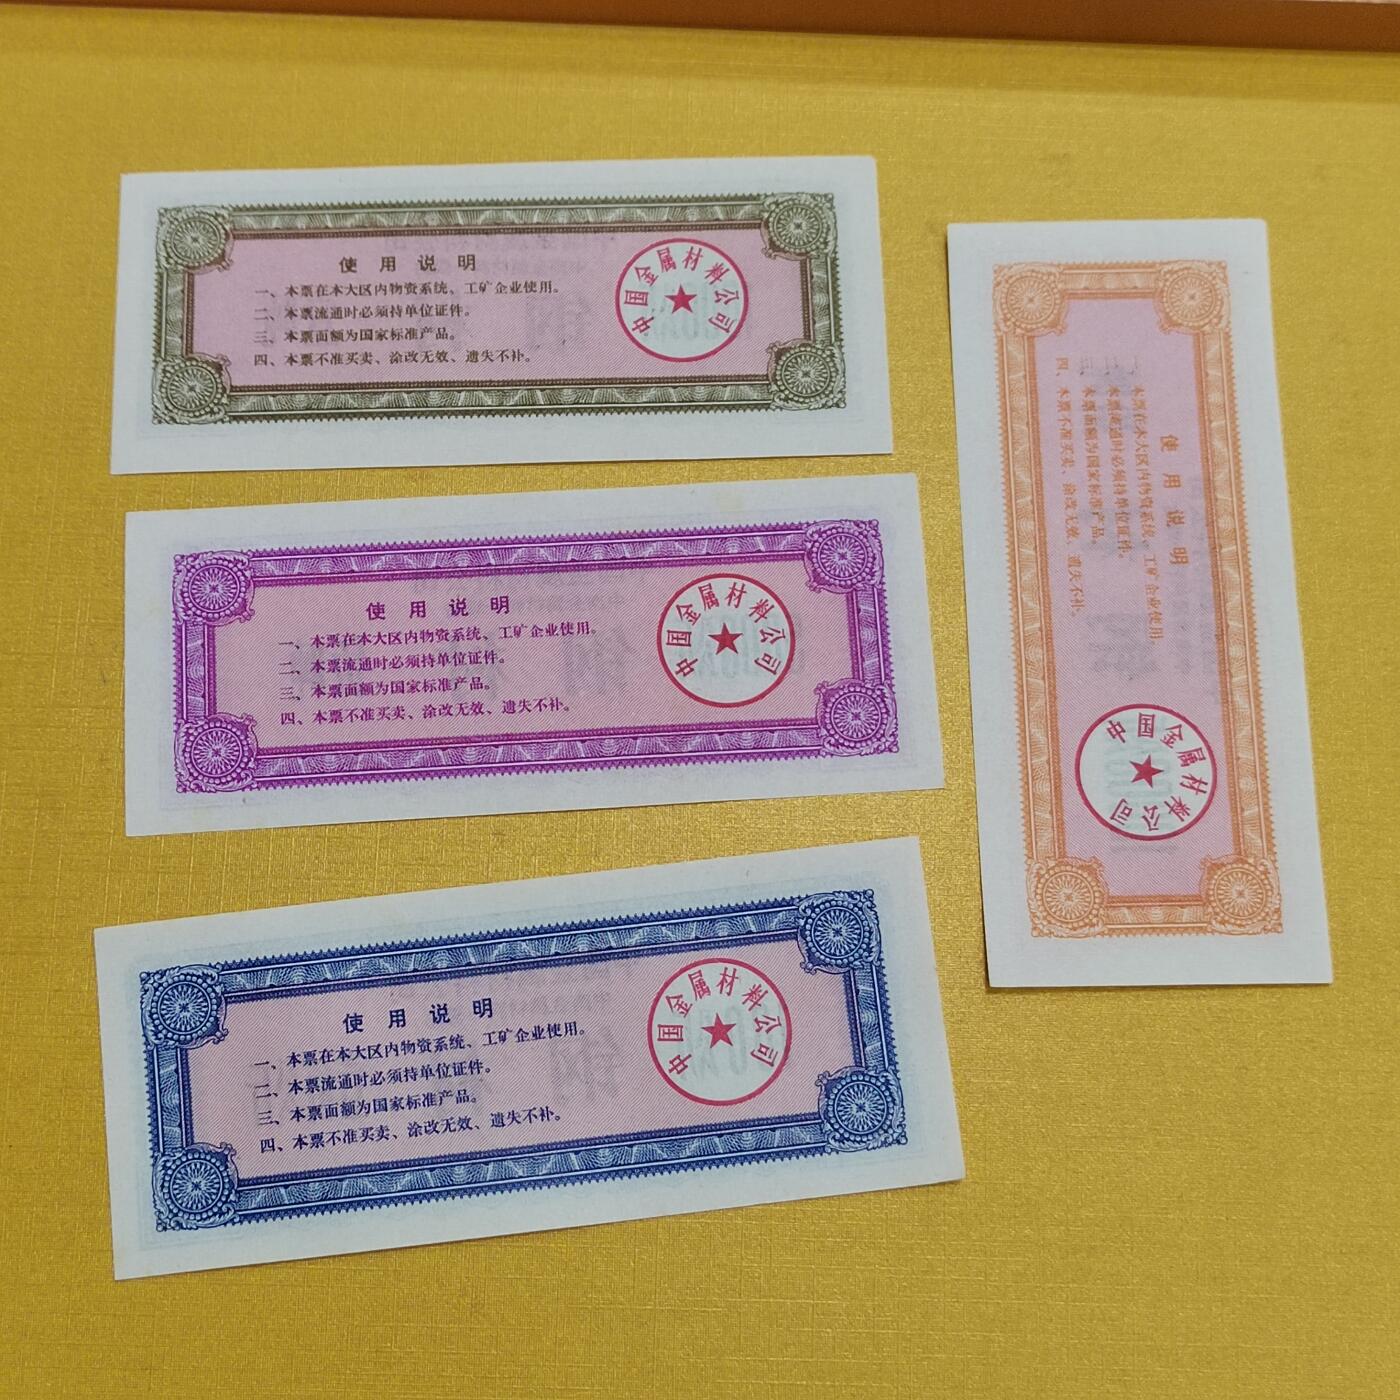 使用说明
一、本票在本大区内物资系统、工矿企业使用。
二、本票流通时必须持单位证件。
三、本票面额为国家标准产品。
四、本票不准买卖、涂改无效、遗失不补。
中国金属材料公司
使用说明
一、本票在本大区内物资系统、工矿企业使用。
二、本票流通时必须持单位证件。
三、本票面额为国家标准产品。
四、本票不准买卖、涂改无效、遗失不补。
中国金属材料公司
使用说明
一、本票在本大区内物资系统、工矿企业使用。
二、本票流通时必须持单位证件。
三、本票面额为国家标准产品。
四、本票不准买卖、涂改无效、遗失不补。
中国金属材料公司
使用说明
一、本票在本大区内物资系统、工矿企业使用。
二、本票流通时必须持单位证件。
三、本票面额为国家标准产品。
四、本票不准买卖、涂改无效、遗失不补。
中国金属材料公司